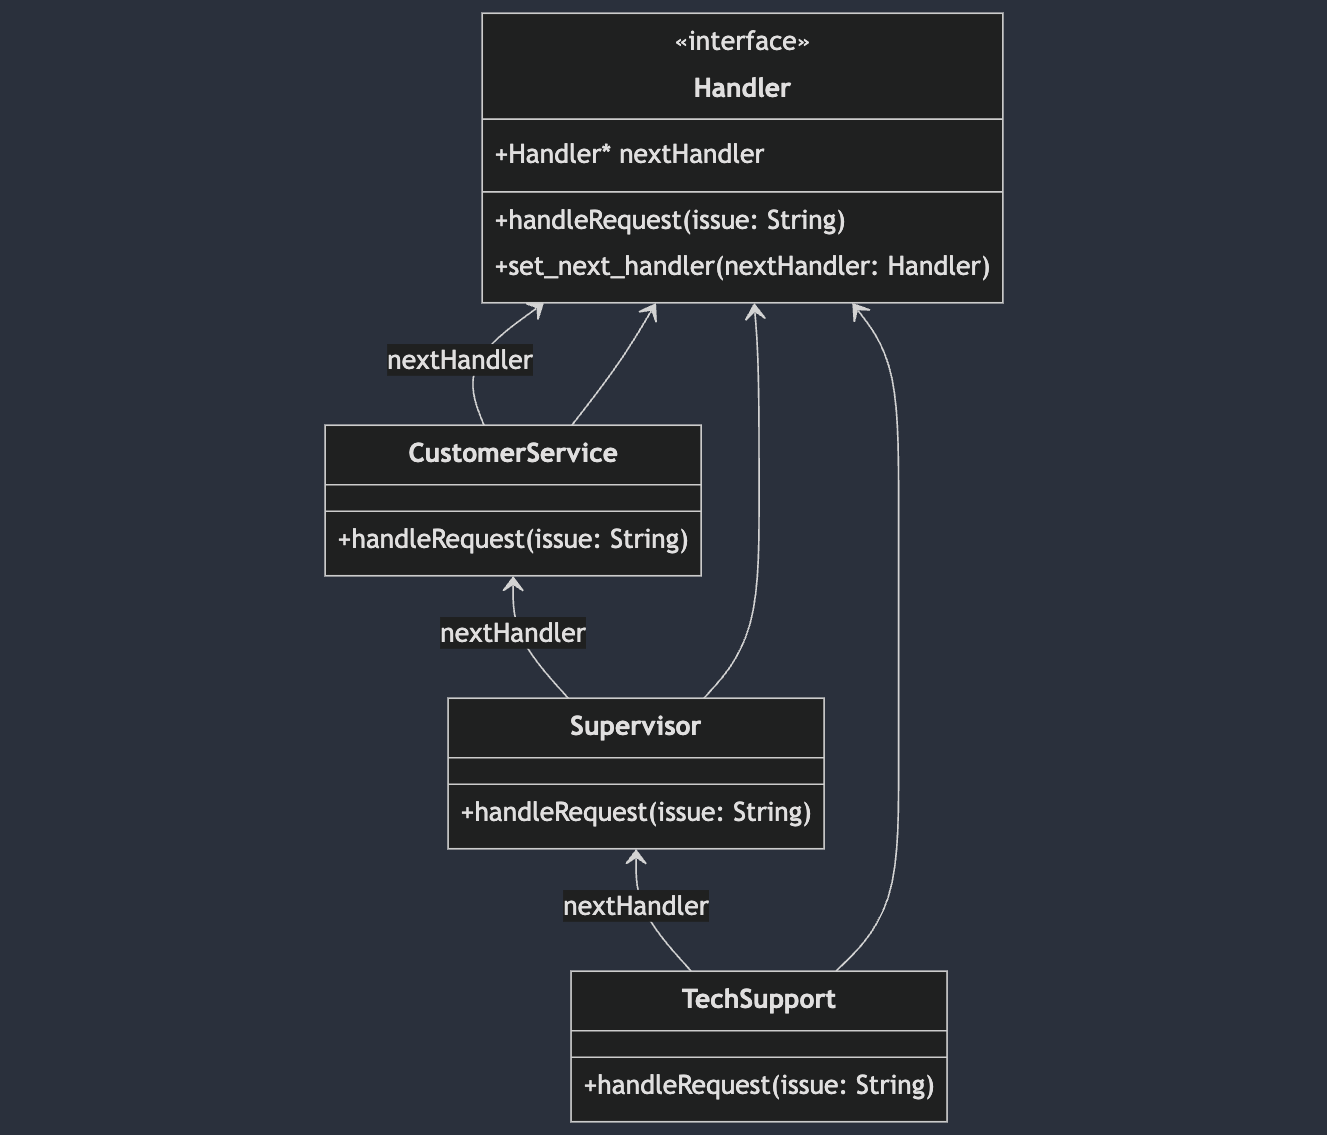 «interface»
Handler
+Handler* nextHandler
+handleRequest(issue: String)
+set_next_handler(nextHandler: Handler)
nextHandler
CustomerService
+handleRequest(issue: String)
nextHandler
Supervisor
+handleRequest(issue: String)
nextHandler
TechSupport
+handleRequest(issue: String)